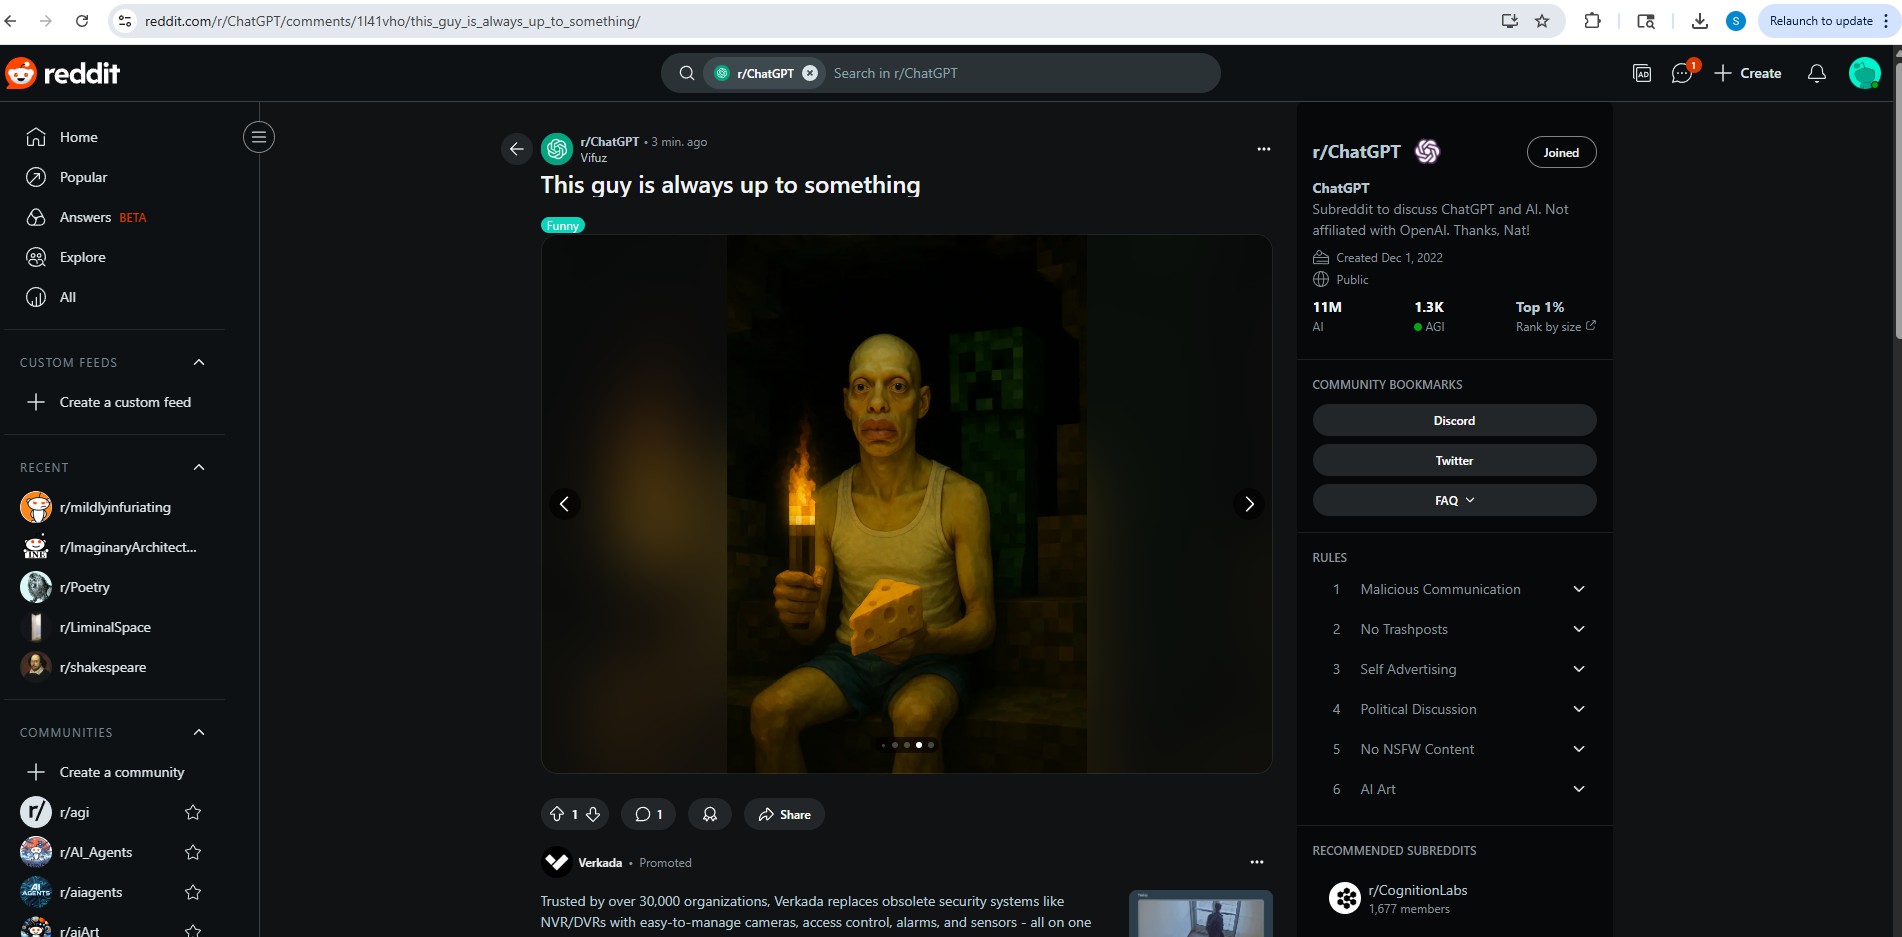 reddit.com/r/ChatGPT/comments/1l41vho/this_guy_is_always_up_to_something/
S
Relaunch to update
reddit
r/ChatGPT
Search in r/ChatGPT
AD
1
Create
Home
Popular
Answers BETA
Explore
All
CUSTOM FEEDS
Create a custom feed
RECENT
r/mildlyinfuriating
r/ImaginaryArchitect...
r/Poetry
r/LiminalSpace
r/shakespeare
COMMUNITIES
Create a community
r/
r/agi
r/AI_Agents
AI
AGENTS
r/aiagents
r/aiArt
r/ChatGPT • 3 min. ago
Vifuz
This guy is always up to something
Funny
1
1
Share
Verkada • Promoted
Trusted by over 30,000 organizations, Verkada replaces obsolete security systems like
NVR/DVRs with easy-to-manage cameras, access control, alarms, and sensors - all on one
r/ChatGPT
Joined
ChatGPT
Subreddit to discuss ChatGPT and AI. Not
affiliated with OpenAI. Thanks, Nat!
Created Dec 1, 2022
Public
11M 1.3K Top 1%
AI AGI Rank by size
COMMUNITY BOOKMARKS
Discord
Twitter
FAQ
RULES
1 Malicious Communication
2 No Trashposts
3 Self Advertising
4 Political Discussion
5 No NSFW Content
6 AI Art
RECOMMENDED SUBREDDITS
r/CognitionLabs
1,677 members